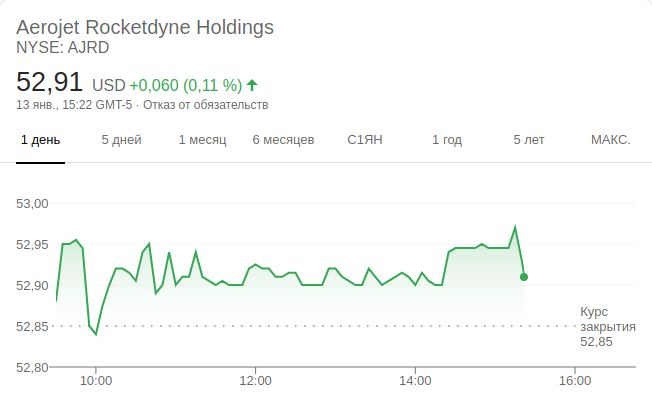 Aerojet Rocketdyne Holdings
NYSE: AJRD
52,91 USD +0,060 (0,11 %)
13 янв., 15:22 GMT-5 · Отказ от обязательств
1 день 5 дней 1 месяц 6 месяцев С1ЯН 1 год 5 лет МАКС.
53,00
52,95
52,90
52,85
52,80
Курс
закрытия
52,85
10:00 12:00 14:00 16:00